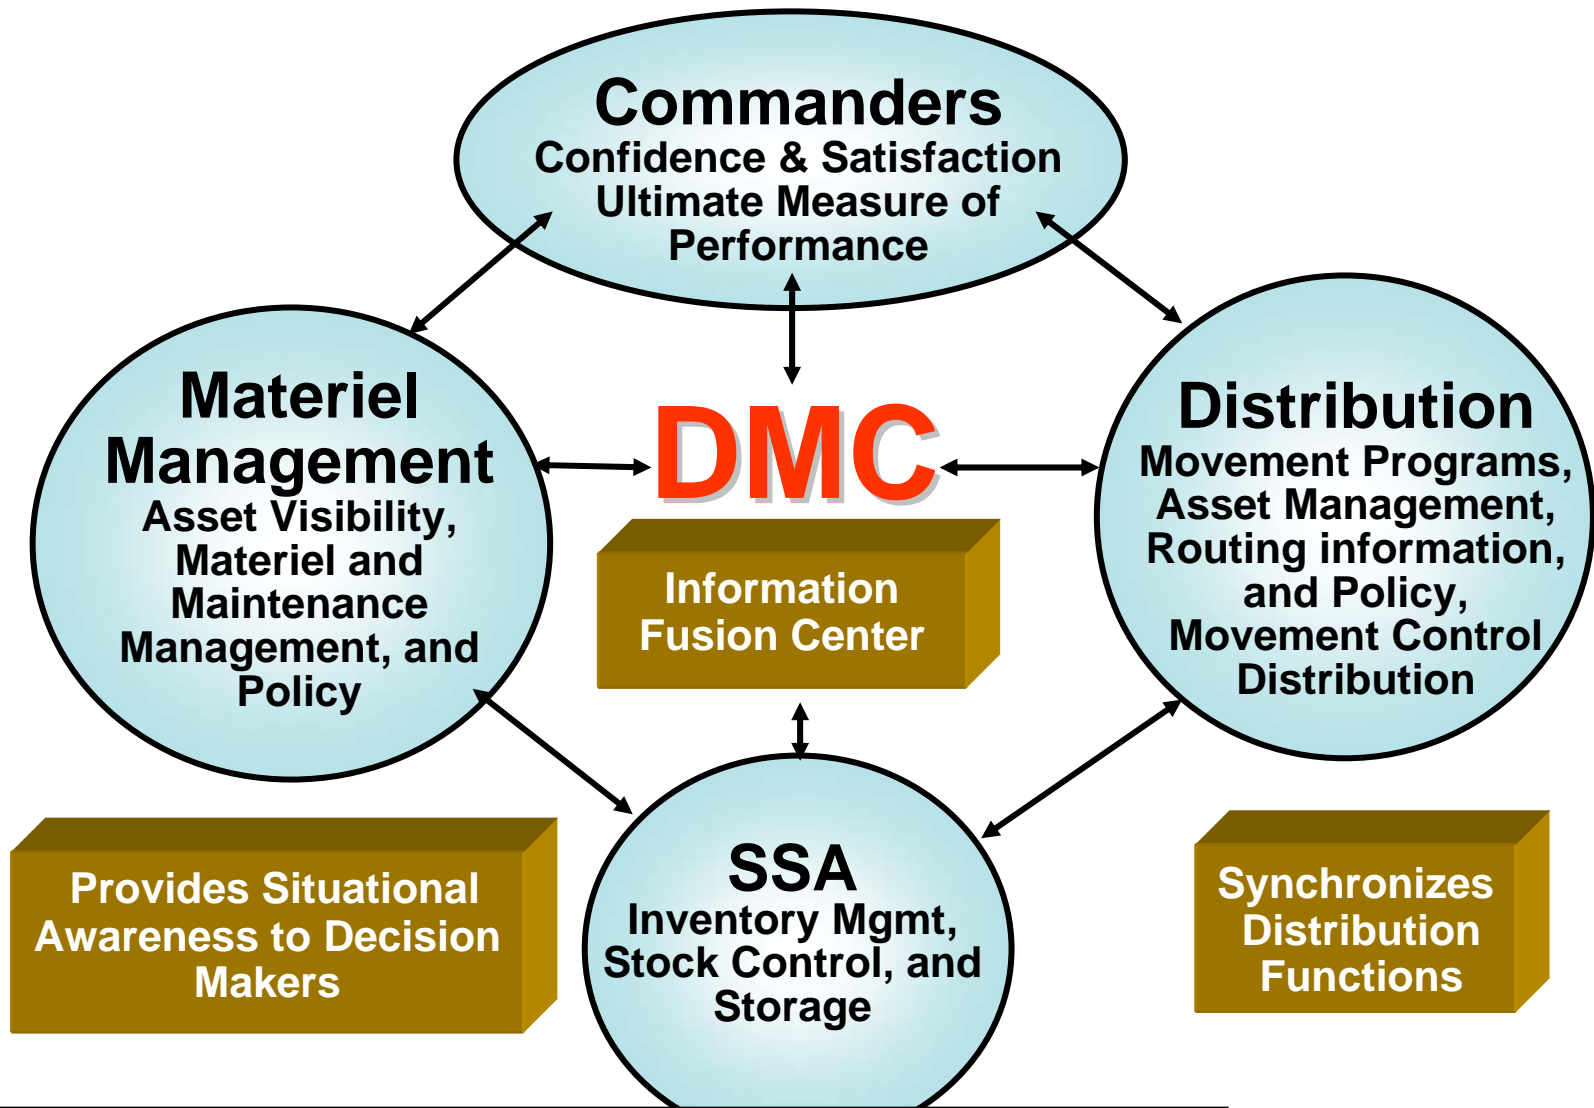 Commanders
Confidence & Satisfaction
Ultimate Measure of
Performance
Materiel
Management
Asset Visibility,
Materiel and
Maintenance
Management, and
Policy
DMC
Information
Fusion Center
Distribution
Movement Programs,
Asset Management,
Routing information,
and Policy,
Movement Control
Distribution
Provides Situational
Awareness to Decision
Makers
SSA
Inventory Mgmt,
Stock Control, and
Storage
Synchronizes
Distribution
Functions